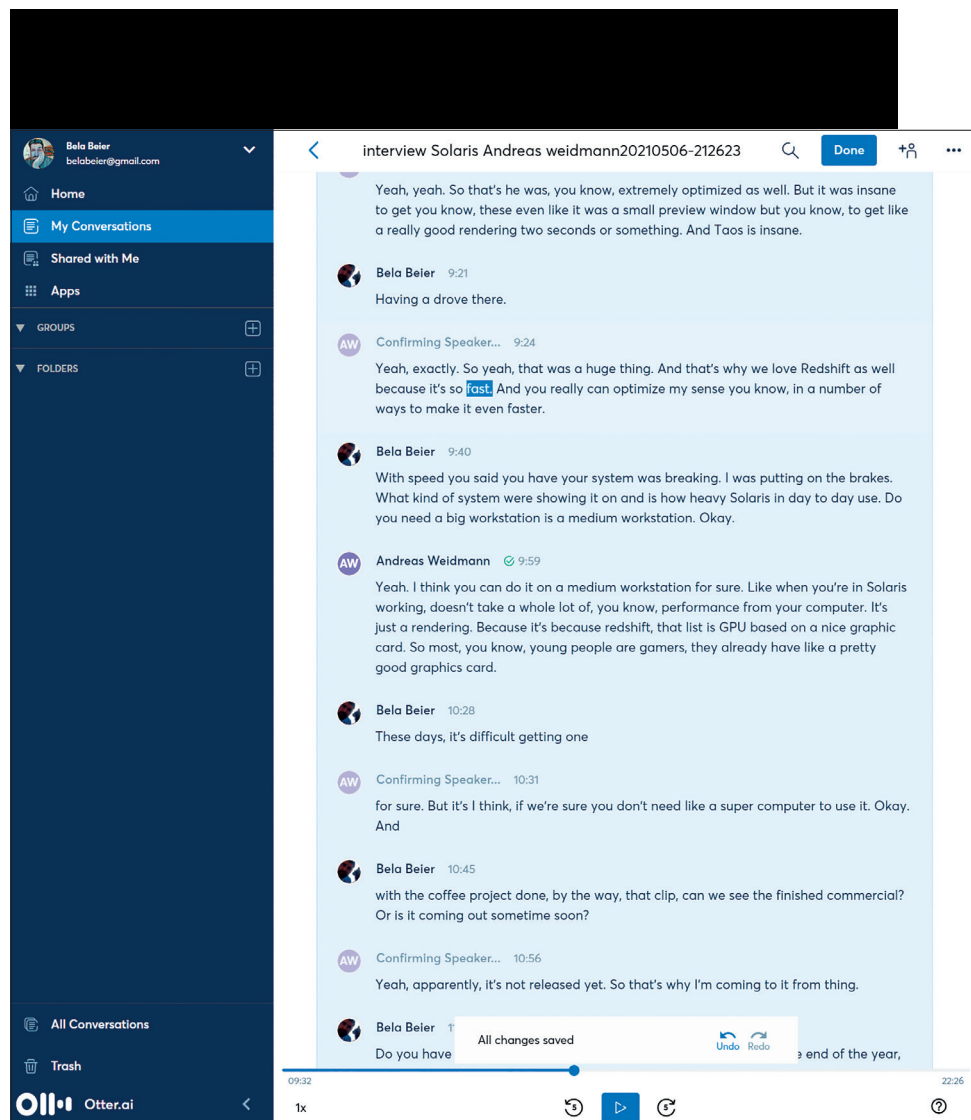 Bela Beier
belabeier@gmail.com
Home
My Conversations
Shared with Me
Apps
GROUPS
FOLDERS
All Conversations
Trash
Otter.ai
interview Solaris Andreas weidmann20210506-212623
Done
Yeah, yeah. So that's he was, you know, extremely optimized as well. But it was insane
to get you know, these even like it was a small preview window but you know, to get like
a really good rendering two seconds or something. And Taos is insane.
Bela Beier 9:21
Having a drove there.
AW Confirming Speaker... 9:24
Yeah, exactly. So yeah, that was a huge thing. And that's why we love Redshift as well
because it's so fast. And you really can optimize my sense you know, in a number of
ways to make it even faster.
Bela Beier 9:40
With speed you said you have your system was breaking. I was putting on the brakes.
What kind of system were showing it on and is how heavy Solaris in day to day use. Do
you need a big workstation is a medium workstation. Okay.
AW Andreas Weidmann 9:59
Yeah. I think you can do it on a medium workstation for sure. Like when you're in Solaris
working, doesn't take a whole lot of, you know, performance from your computer. It's
just a rendering. Because it's because redshift, that list is GPU based on a nice graphic
card. So most, you know, young people are gamers, they already have like a pretty
good graphics card.
Bela Beier 10:28
These days, it's difficult getting one
AW Confirming Speaker... 10:31
for sure. But it's I think, if we're sure you don't need like a super computer to use it. Okay.
And
Bela Beier 10:45
with the coffee project done, by the way, that clip, can we see the finished commercial?
Or is it coming out sometime soon?
AW Confirming Speaker... 10:56
Yeah, apparently, it's not released yet. So that's why I'm coming to it from thing.
Bela Beier
Do you have
e end of the year,
All changes saved
Undo Redo
09:32
22:26
1x
5
5